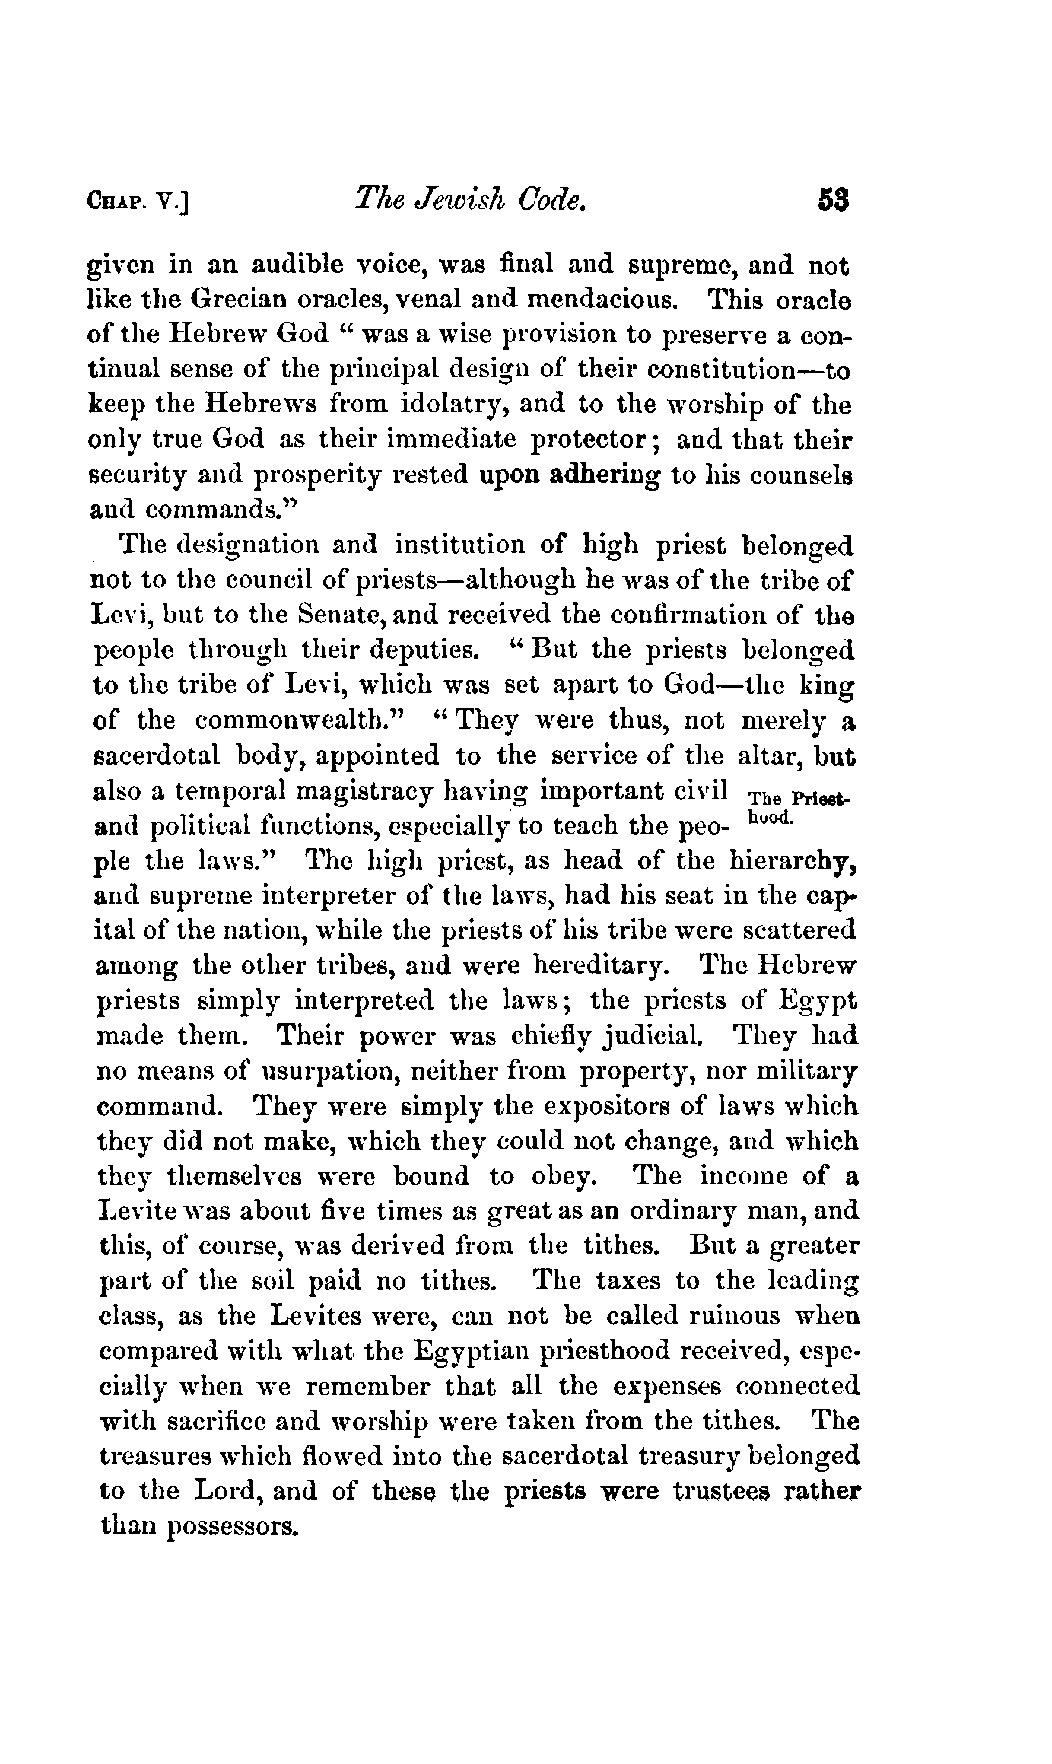 CHAP. V.] The Jewish Code. 53
given in an audible voice, was final and supreme, and not
like the Grecian oracles, venal and mendacious. This oracle
of the Hebrew God “ was a wise provision to preserve a con-
tinual sense of the principal design of their constitution—to
keep the Hebrews from idolatry, and to the worship of the
only true God as their immediate protector; and that their
security and prosperity rested upon adhering to his counsels
and commands.”
The designation and institution of high priest belonged
not to the council of priests—although he was of the tribe of
Levi, but to the Senate, and received the confirmation of the
people through their deputies. “ But the priests belonged
to the tribe of Levi, which was set apart to God—the king
of the commonwealth.” “ They were thus, not merely a
sacerdotal body, appointed to the service of the altar, but
also a temporal magistracy having important civil The Priest-
and political functions, especially to teach the peo- hood.
ple the laws.” The high priest, as head of the hierarchy,
and supreme interpreter of the laws, had his seat in the cap-
ital of the nation, while the priests of his tribe were scattered
among the other tribes, and were hereditary. The Hebrew
priests simply interpreted the laws; the priests of Egypt
made them. Their power was chiefly judicial. They had
no means of usurpation, neither from property, nor military
command. They were simply the expositors of laws which
they did not make, which they could not change, and which
they themselves were bound to obey. The income of a
Levite was about five times as great as an ordinary man, and
this, of course, was derived from the tithes. But a greater
part of the soil paid no tithes. The taxes to the leading
class, as the Levites were, can not be called ruinous when
compared with what the Egyptian priesthood received, espe-
cially when we remember that all the expenses connected
with sacrifice and worship were taken from the tithes. The
treasures which flowed into the sacerdotal treasury belonged
to the Lord, and of these the priests were trustees rather
than possessors.